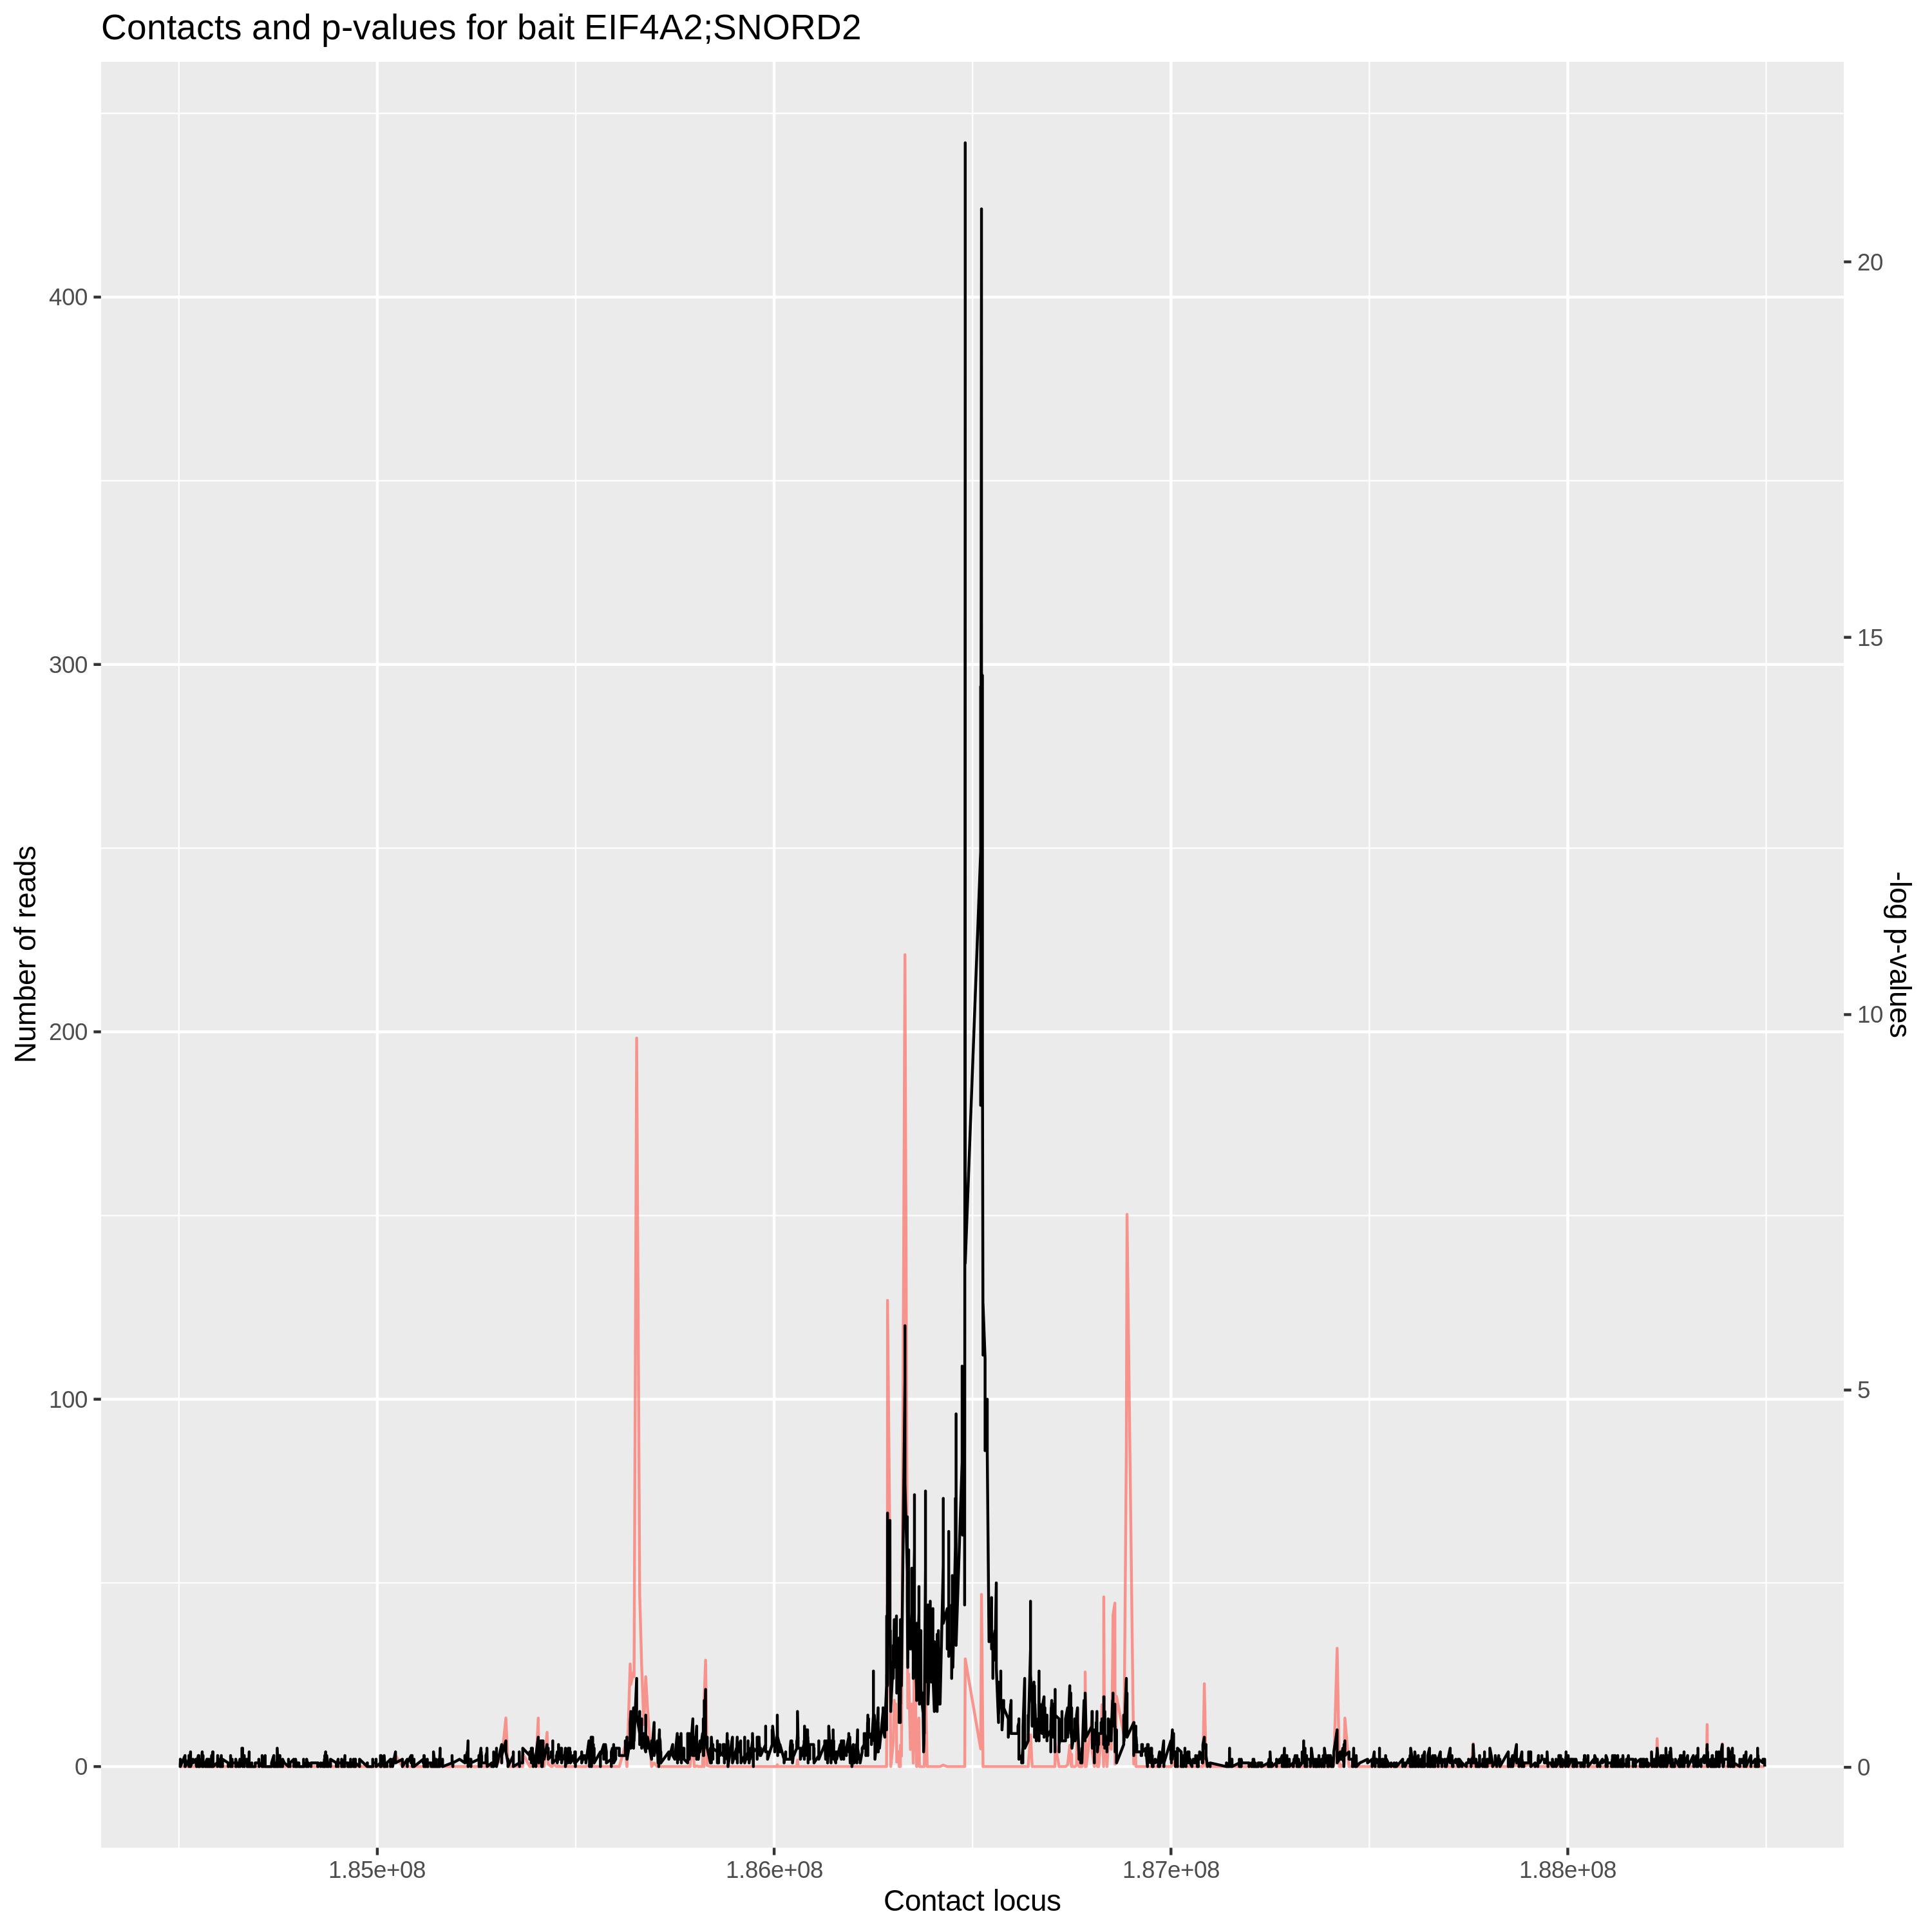 Contacts and p-values for bait EIF4A2;SNORD2
Number of reads
400
300
200
100
0
20
15
10
5
0
-log p-values
1.85e+08
1.86e+08
1.87e+08
1.88e+08
Contact locus